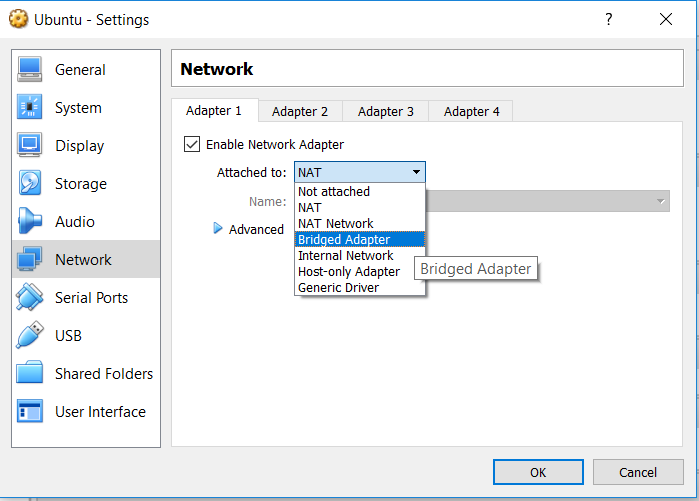 Ubuntu - Settings
?
General
System
Display
Storage
Audio
Network
Serial Ports
USB
Shared Folders
User Interface
Network
Adapter 1 Adapter 2 Adapter 3 Adapter 4
Enable Network Adapter
Attached to: NAT
Name:
Advanced
Not attached
NAT
NAT Network
Bridged Adapter
Internal Network
Host-only Adapter
Generic Driver
Bridged Adapter
OK Cancel